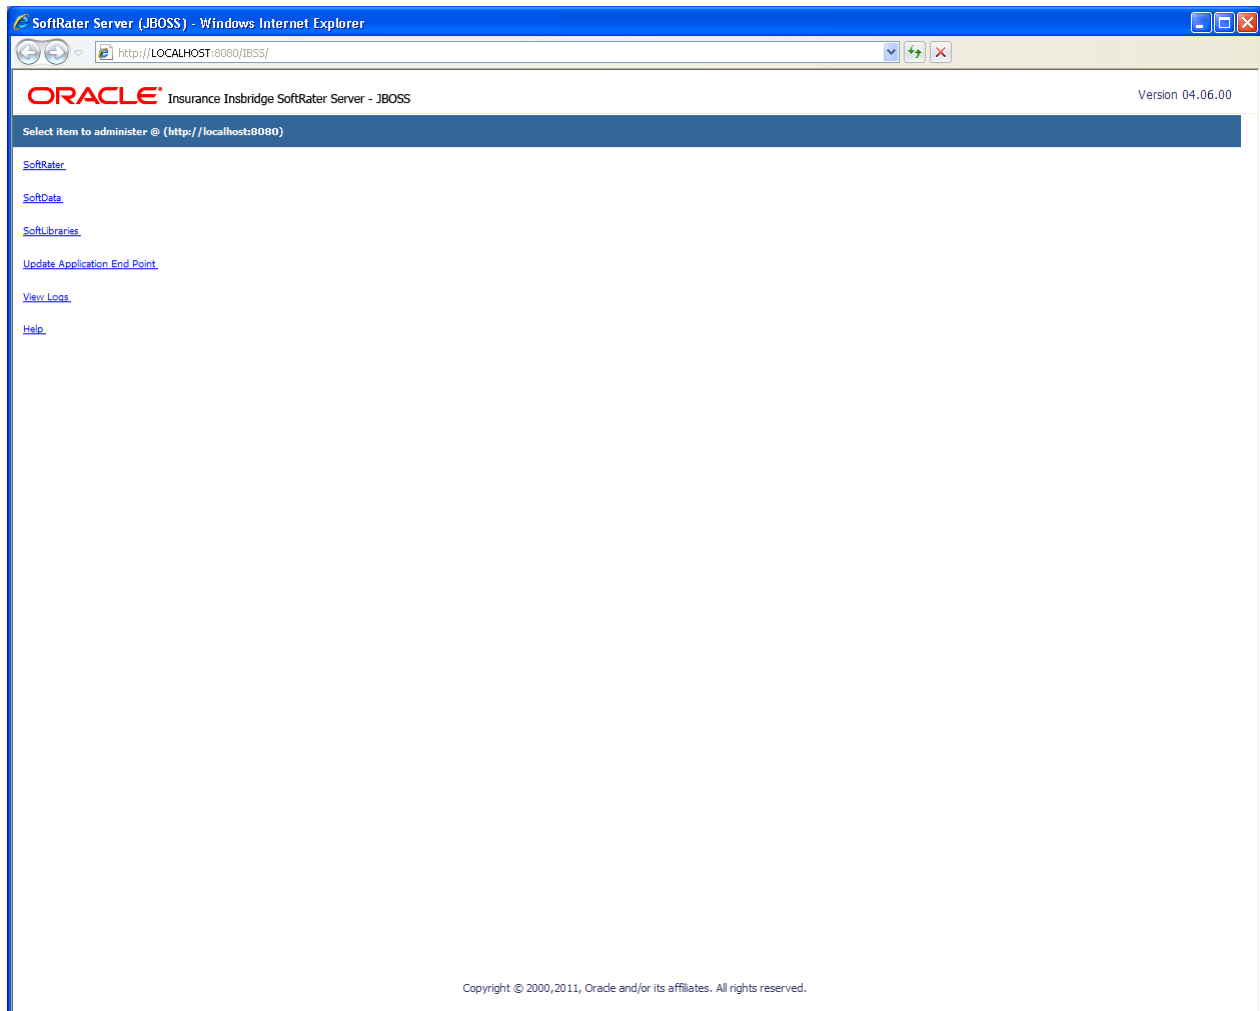 SoftRater Server (JBOSS) - Windows Internet Explorer
http://LOCALHOST:8080/IBSS/
ORACLE® Insurance Insbridge SoftRater Server - JBOSS
Version 04.06.00
Select item to administer @ (http://localhost:8080)
SoftRater
SoftData
SoftLibraries
Update Application End Point
View Logs
Help
Copyright © 2000,2011, Oracle and/or its affiliates. All rights reserved.